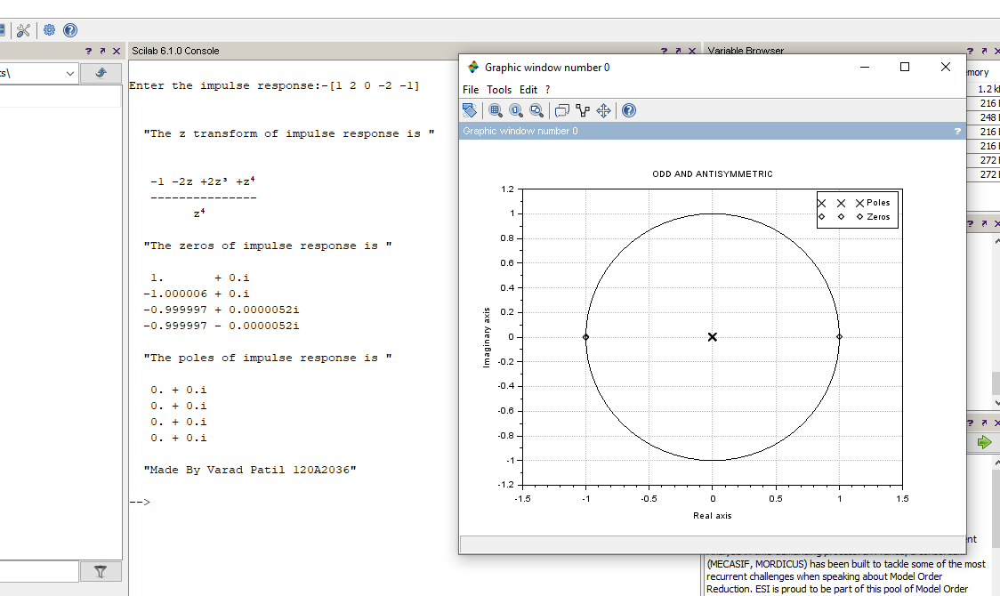 Scilab 6.1.0 Console
Variable Browser
? 
s\
Enter the impulse response:-[1 2 0 -2 -1]
"The z transform of impulse response is "
-1 -2z +2z³ +z⁴
---------------
z⁴
"The zeros of impulse response is "
1. + 0.i
-1.000006 + 0.i
-0.999997 + 0.0000052i
-0.999997 - 0.0000052i
"The poles of impulse response is "
0. + 0.i
0. + 0.i
0. + 0.i
0. + 0.i
"Made By Varad Patil 120A2036"
-->
Graphic window number 0
File Tools Edit ?
Graphic window number 0
?
ODD AND ANTISYMMETRIC
Poles
Zeros
1.2
1
0.8
0.6
0.4
0.2
0
-0.2
-0.4
-0.6
-0.8
-1
-1.2
Imaginary axis
-1.5 -1 -0.5 0 0.5 1 1.5
Real axis
emory
1.2 k
216
248
216
216
272
272
ent
(MECASIF, MORDICUS) has been built to tackle some of the most
recurrent challenges when speaking about Model Order
Reduction. ESI is proud to be part of this pool of Model Order